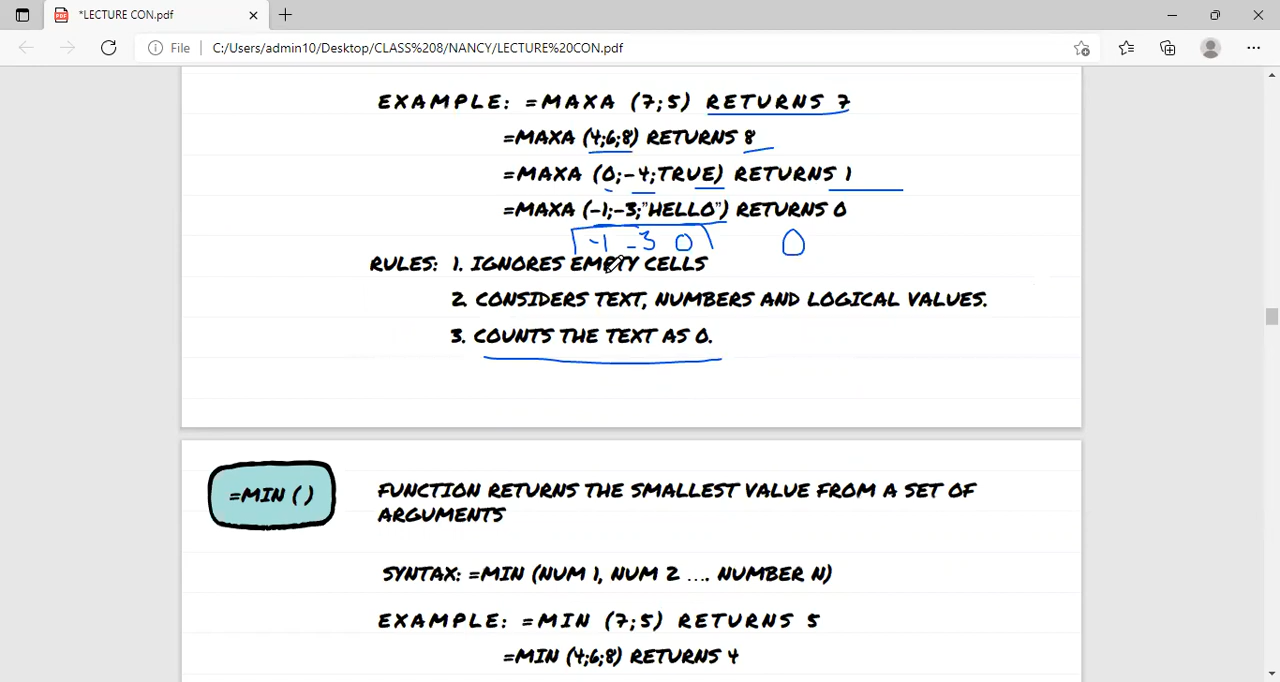 *LECTURE CON.pdf
File C:/Users/admin10/Desktop/CLASS%208/NANCY/LECTURE%20CON.pdf
EXAMPLE: =MAXA (7;5) RETURNS 7
=MAXA (4;6;8) RETURNS 8
=MAXA (0;-4;TRUE) RETURNS 1
=MAXA (-1;-3;"HELLO") RETURNS 0
-1 -3 0 0
RULES: 1. IGNORES EMPTY CELLS
2. CONSIDERS TEXT, NUMBERS AND LOGICAL VALUES.
3. COUNTS THE TEXT AS 0.
=MIN ( )
FUNCTION RETURNS THE SMALLEST VALUE FROM A SET OF
ARGUMENTS
SYNTAX: =MIN (NUM 1, NUM 2 .... NUMBER N)
EXAMPLE: =MIN (7;5) RETURNS 5
=MIN (4;6;8) RETURNS 4